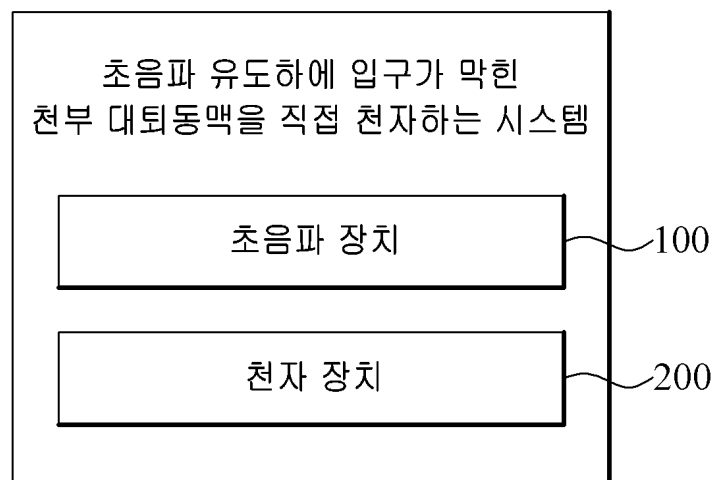 초음파 유도하에 입구가 막힌
천부 대퇴동맥을 직접 천자하는 시스템
초음파 장치 100
천자 장치 200